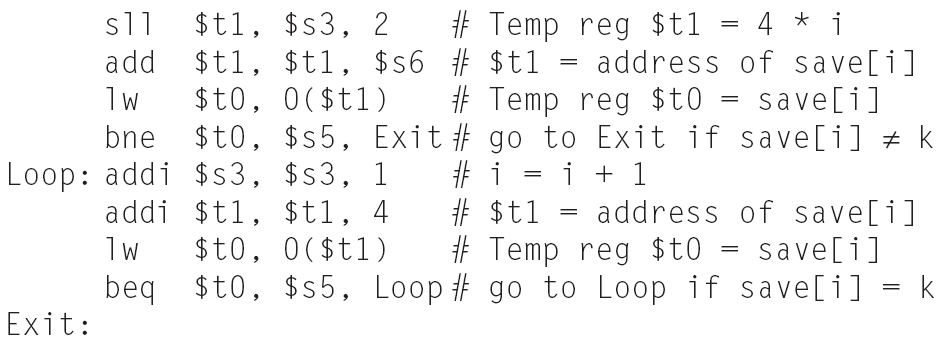 sll $t1, $s3, 2 # Temp reg $t1 = 4 * i
add $t1, $t1, $s6 # $t1 = address of save[i]
lw $t0, 0($t1) # Temp reg $t0 = save[i]
bne $t0, $s5, Exit # go to Exit if save[i] ≠ k
Loop: addi $s3, $s3, 1 # i = i + 1
addi $t1, $t1, 4 # $t1 = address of save[i]
lw $t0, 0($t1) # Temp reg $t0 = save[i]
beq $t0, $s5, Loop # go to Loop if save[i] = k
Exit: